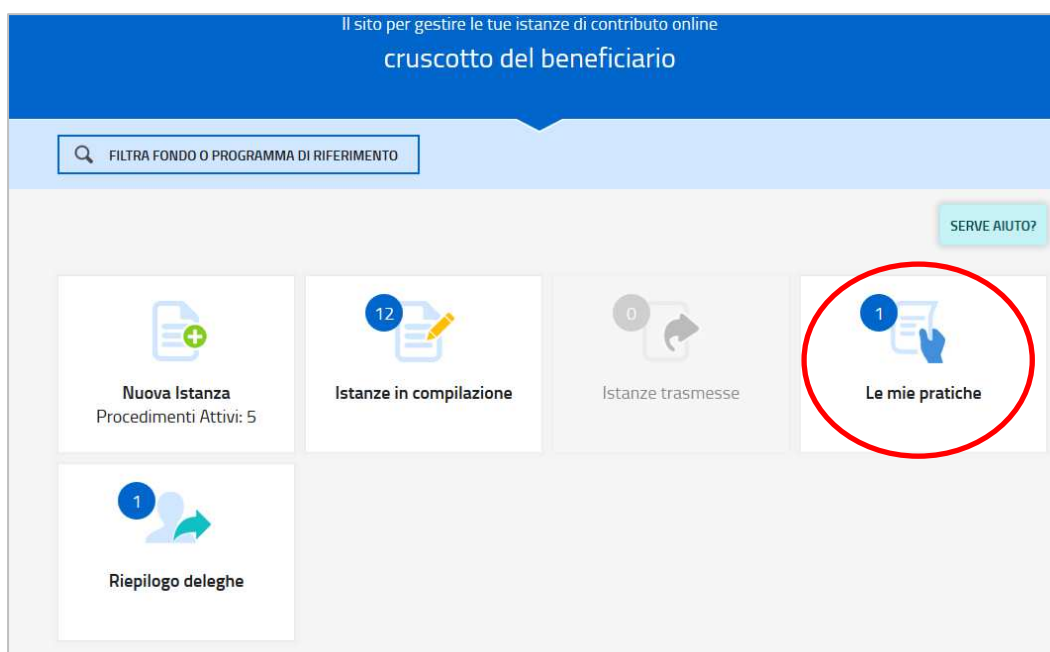 Il sito per gestire le tue istanze di contributo online
cruscotto del beneficiario
FILTRA FONDO O PROGRAMMA DI RIFERIMENTO
SERVE AIUTO?
12
0
1
Nuova Istanza
Procedimenti Attivi: 5
Istanze in compilazione
Istanze trasmesse
Le mie pratiche
1
Riepilogo deleghe